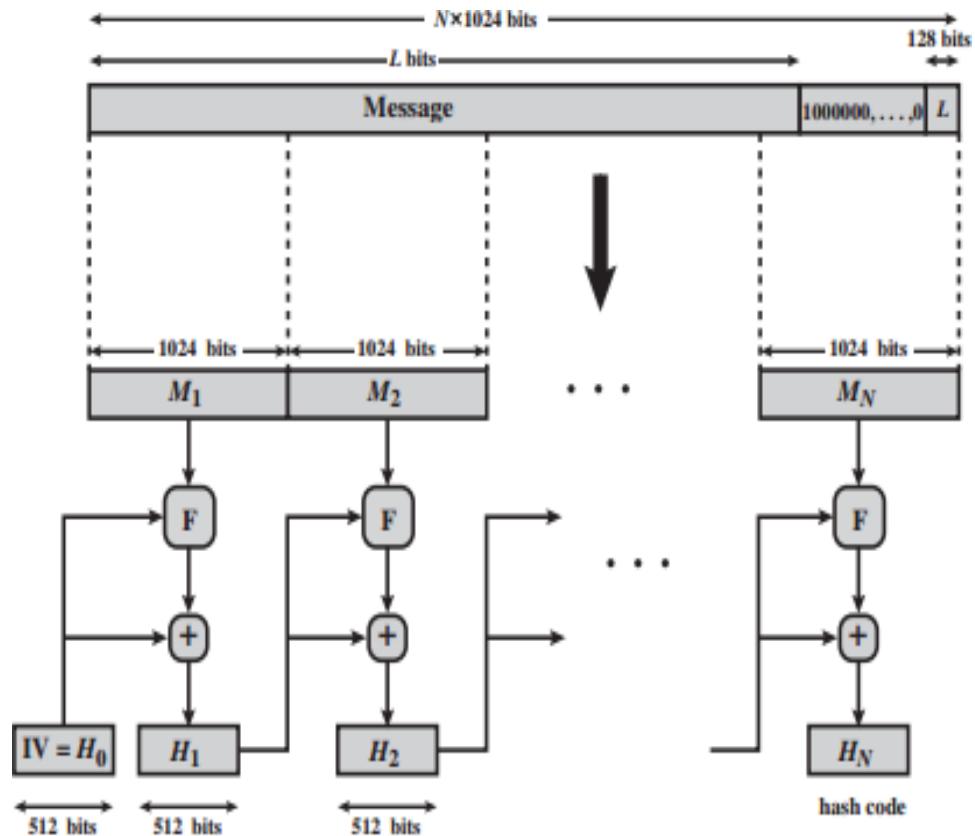 N×1024 bits
128 bits
L bits
Message
1000000, . . . ,0
L
1024 bits
1024 bits
1024 bits
M1
M2
. . .
MN
F
F
F
. . .
+
+
+
IV = H0
H1
H2
HN
512 bits
512 bits
512 bits
hash code